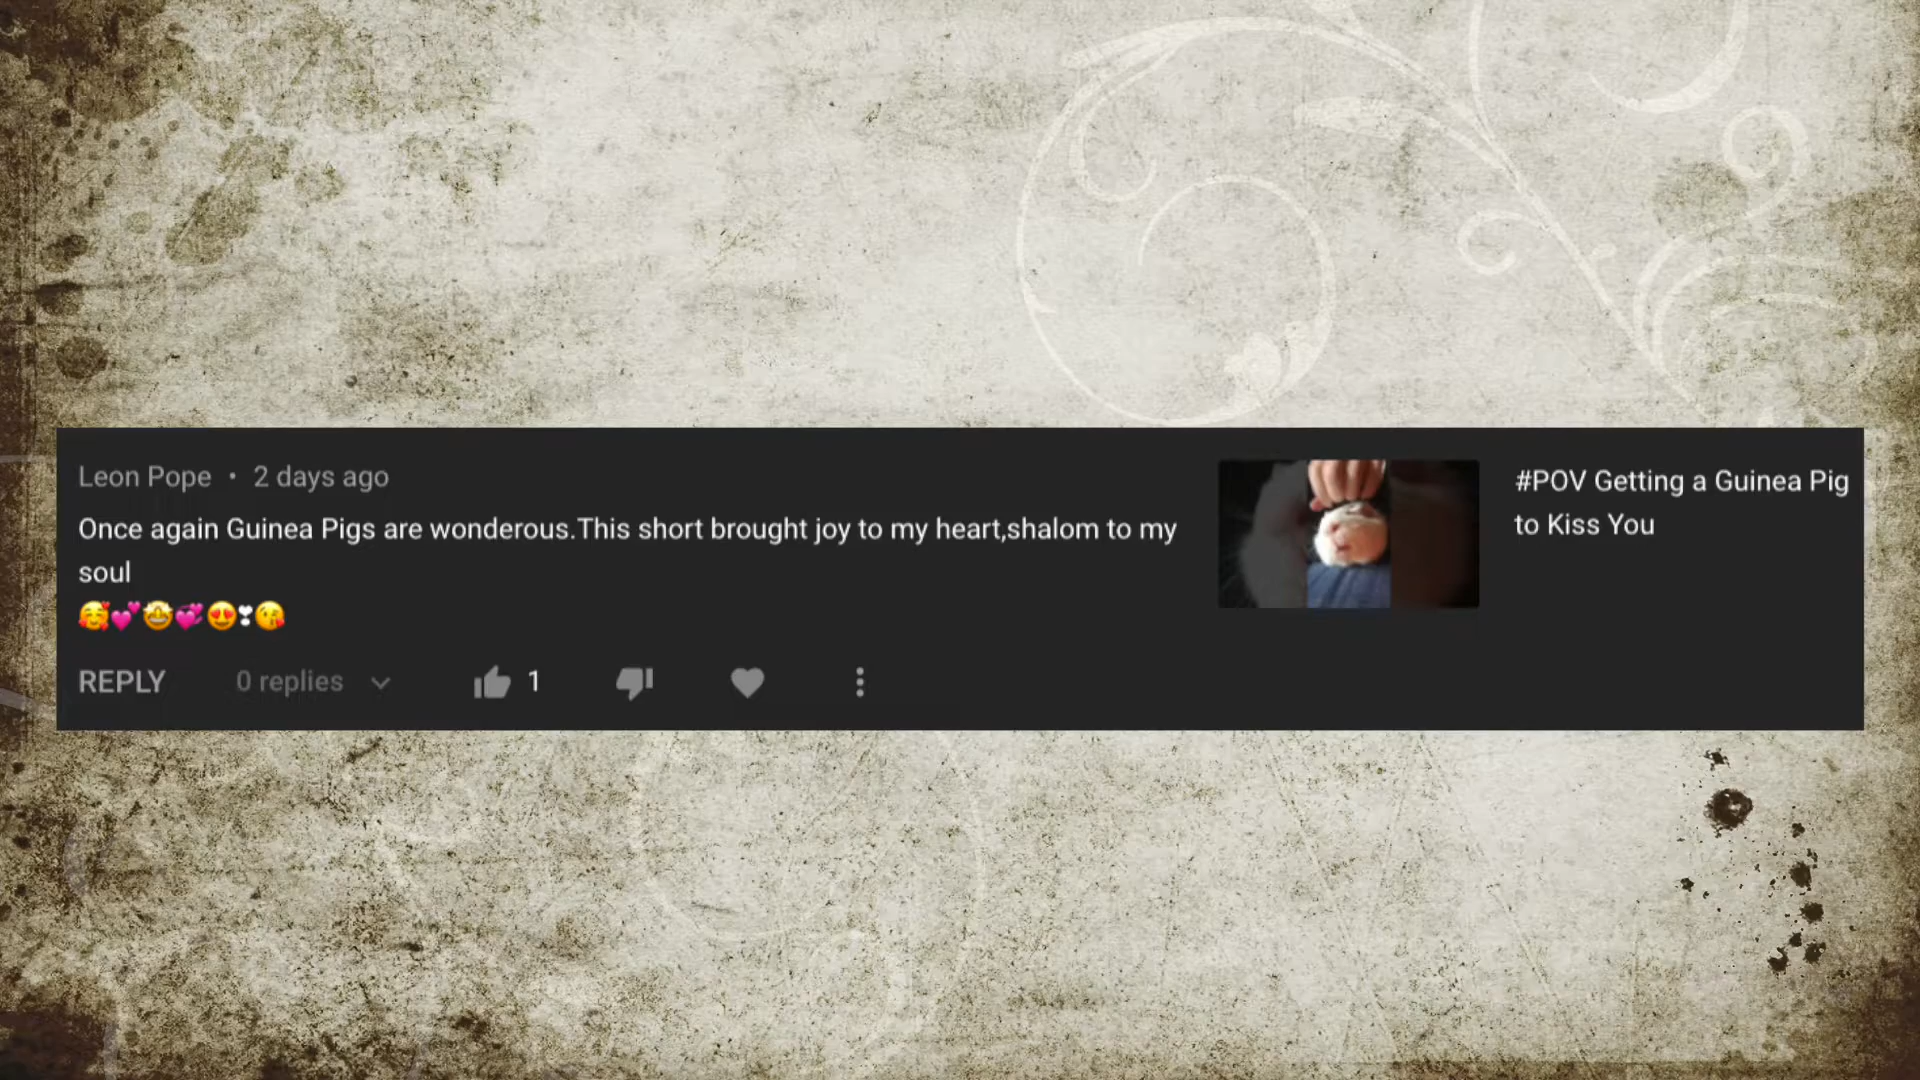 Leon Pope • 2 days ago
Once again Guinea Pigs are wonderous.This short brought joy to my heart,shalom to my
soul
🥰💕🤩💞😍❣😘
REPLY 0 replies 1
#POV Getting a Guinea Pig
to Kiss You